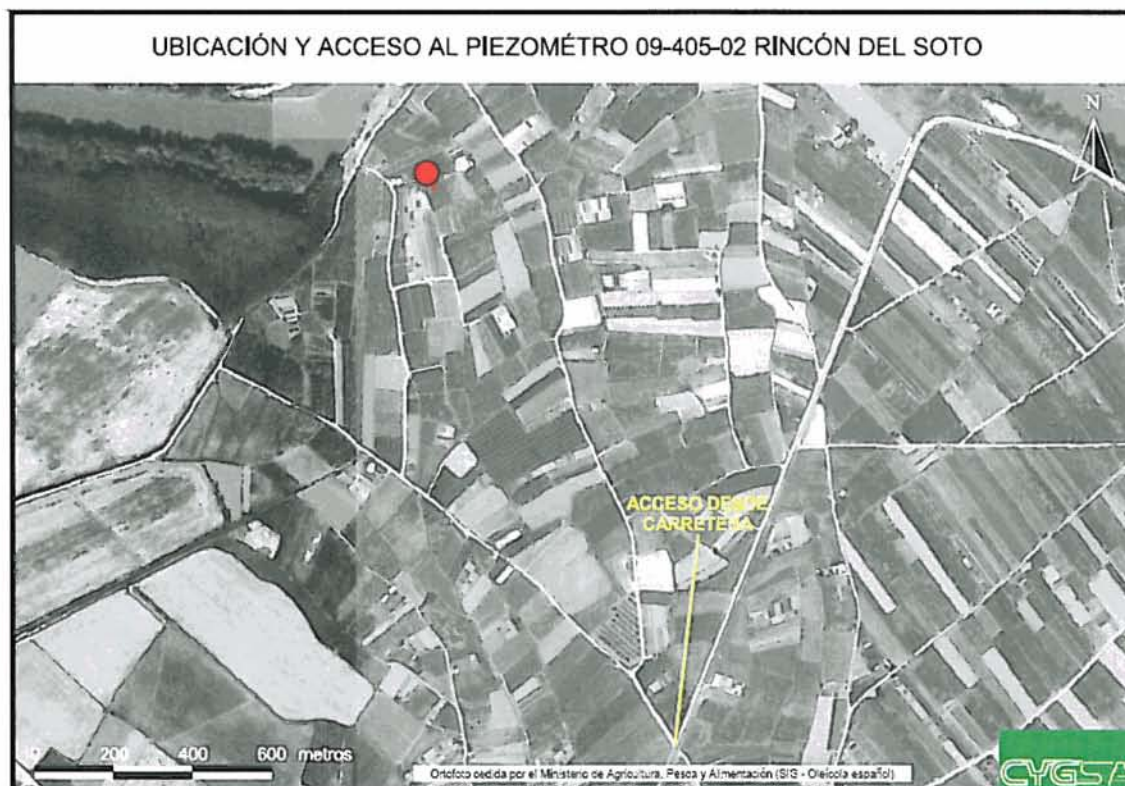 UBICACIÓN Y ACCESO AL PIEZOMÉTRO 09-405-02 RINCÓN DEL SOTO
N
ACCESO DESDE
CARRETERA
0 200 400 600 metros
Ortofoto cedida por el Ministerio de Agricultura, Pesca y Alimentación (SIG - Oleícola español)
CYGSA